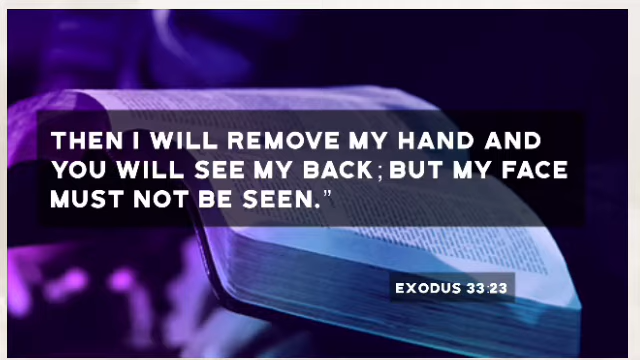 THEN I WILL REMOVE MY HAND AND
YOU WILL SEE MY BACK; BUT MY FACE
MUST NOT BE SEEN.”
EXODUS 33:23